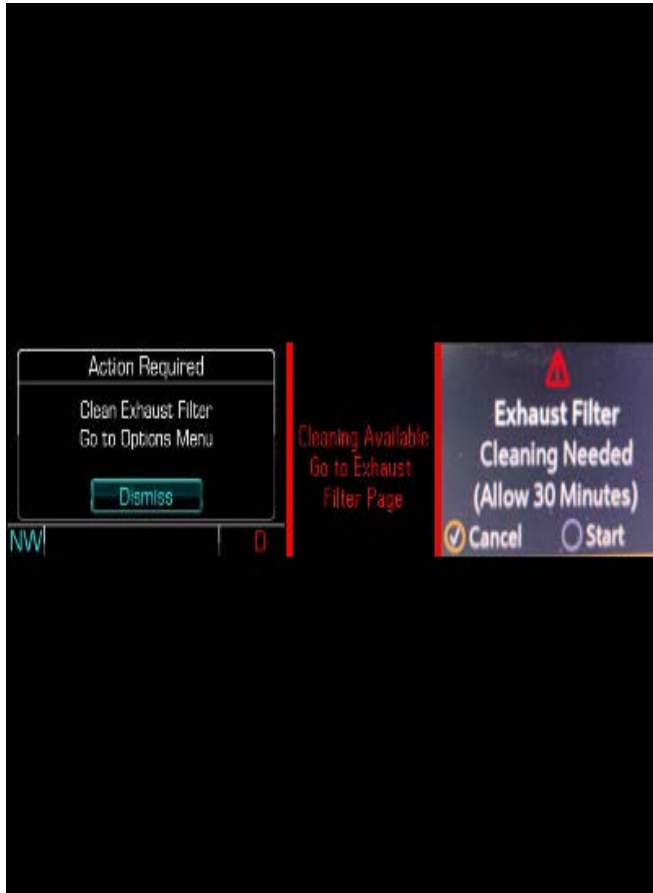 Action Required
Clean Exhaust Filter
Go to Options Menu
Dismiss
NW
D
Cleaning Available
Go to Exhaust
Filter Page
Exhaust Filter
Cleaning Needed
(Allow 30 Minutes)
Cancel Start